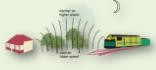 warmer air
higher speed
cooler air
lower speed